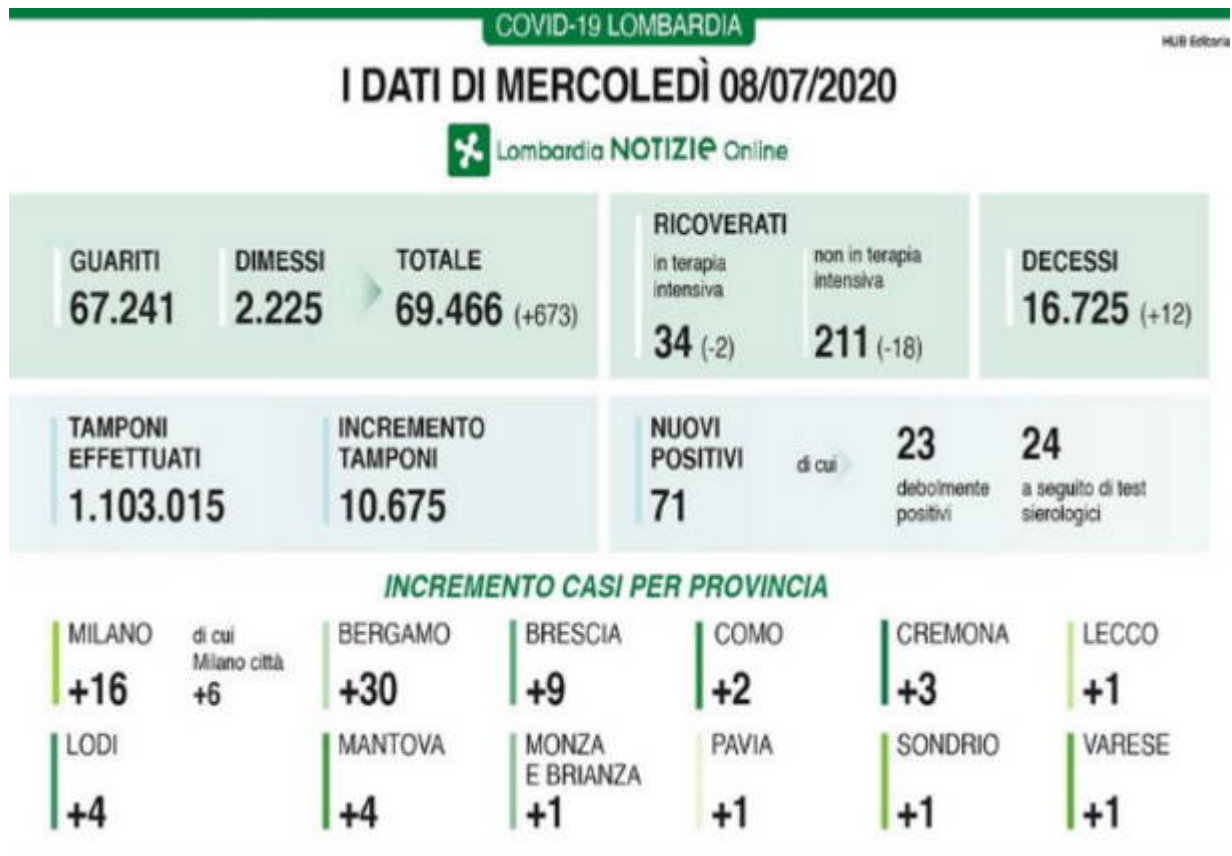 COVID-19 LOMBARDIA
HUB Editoria
I DATI DI MERCOLEDÌ 08/07/2020
Lombardia NOTIZIE Online
GUARITI
67.241
DIMESSI
2.225
TOTALE
69.466 (+673)
RICOVERATI
in terapia
intensiva
34 (-2)
non in terapia
intensiva
211 (-18)
DECESSI
16.725 (+12)
TAMPONI
EFFETTUATI
1.103.015
INCREMENTO
TAMPONI
10.675
NUOVI
POSITIVI
71
di cui
23
debolmente
positivi
24
a seguito di test
sierologici
INCREMENTO CASI PER PROVINCIA
MILANO
+16
di cui
Milano città
+6
BERGAMO
+30
BRESCIA
+9
COMO
+2
CREMONA
+3
LECCO
+1
LODI
+4
MANTOVA
+4
MONZA
E BRIANZA
+1
PAVIA
+1
SONDRIO
+1
VARESE
+1